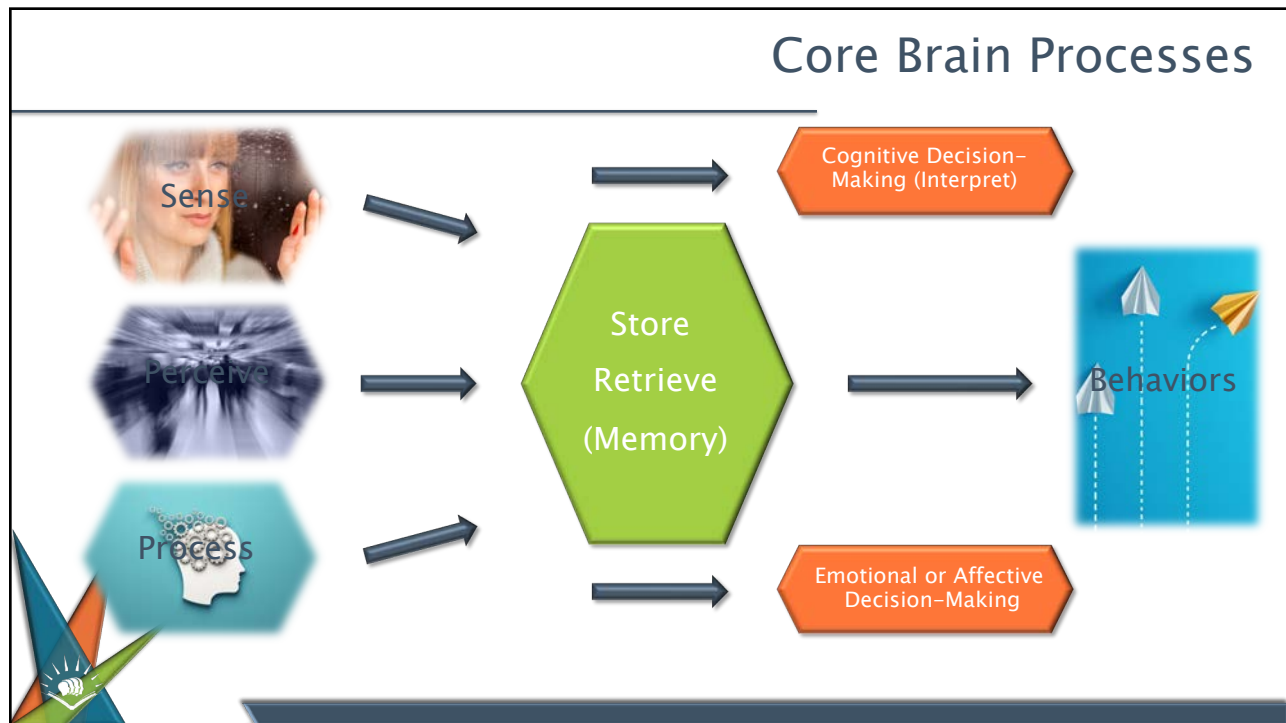 Core Brain Processes
Sense
Perceive
Process
Store
Retrieve
(Memory)
Cognitive Decision-
Making (Interpret)
Emotional or Affective
Decision-Making
Behaviors